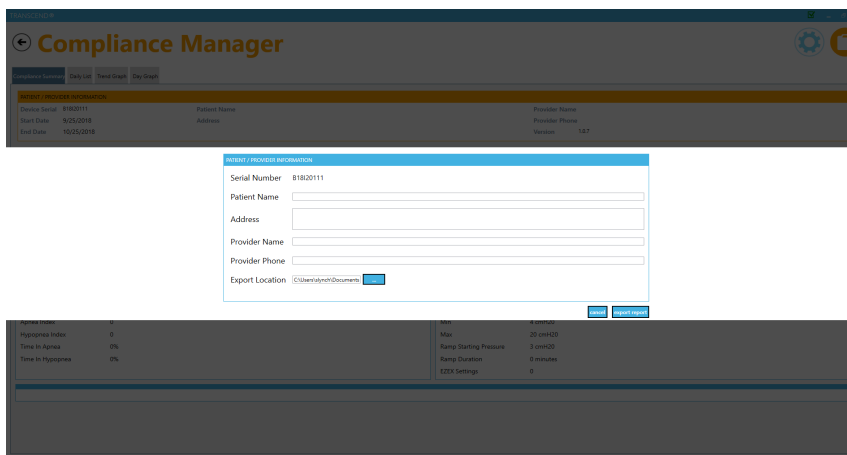 TRANSCEND™
Compliance Manager
Compliance Summary Daily List Trend Graph Day Graph
PATIENT / PROVIDER INFORMATION
Device Serial B18I20111 Patient Name Provider Name
Start Date 9/25/2018 Address Provider Phone
End Date 10/25/2018 Version 1.0.7
PATIENT / PROVIDER INFORMATION
Serial Number B18I20111
Patient Name
Address
Provider Name
Provider Phone
Export Location C:\Users\slynch\Documents ...
cancel export report
Apnea Index 0 Min 4 cmH20
Hypopnea Index 0 Max 20 cmH20
Time In Apnea 0% Ramp Starting Pressure 3 cmH20
Time In Hypopnea 0% Ramp Duration 0 minutes
EZEX Settings 0